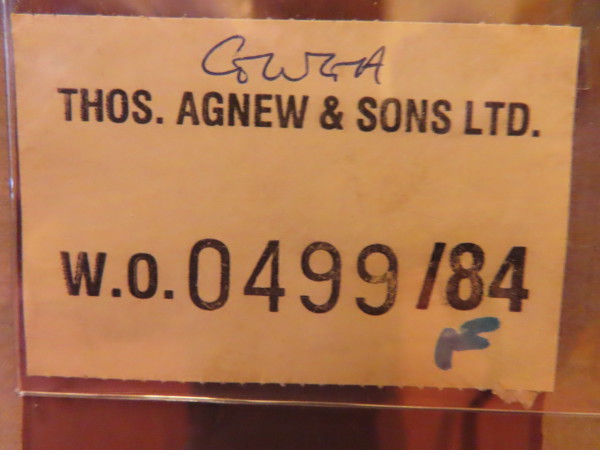 THOS. AGNEW & SONS LTD.
W.O. 0499 /84